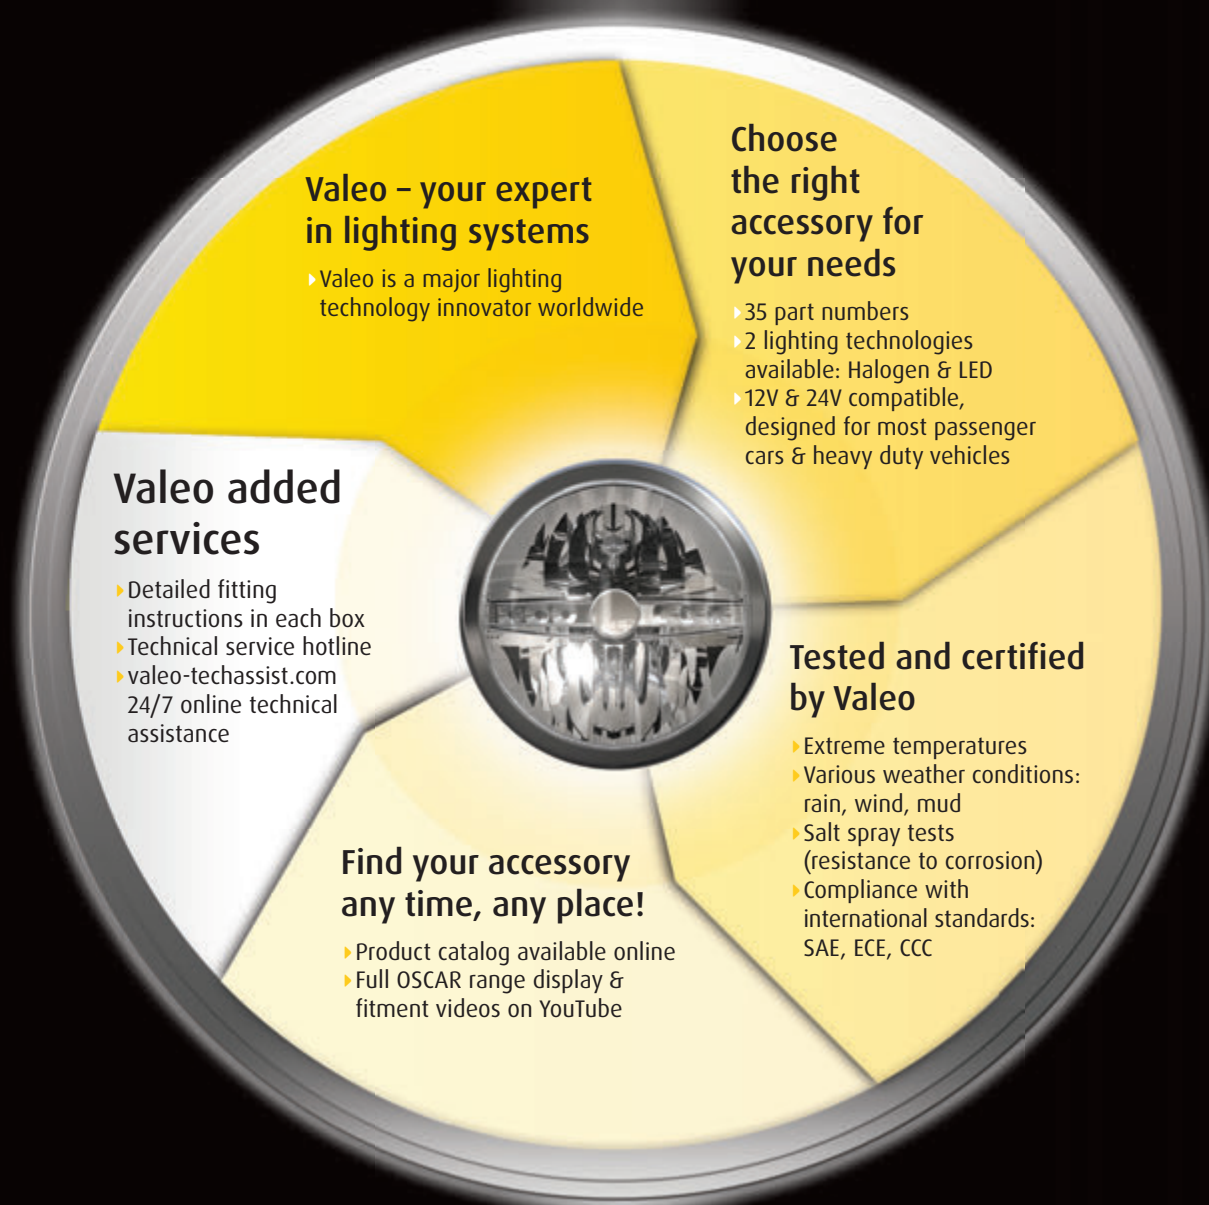 Valeo – your expert
in lighting systems
Valeo is a major lighting
technology innovator worldwide
Choose
the right
accessory for
your needs
35 part numbers
2 lighting technologies
available: Halogen & LED
12V & 24V compatible,
designed for most passenger
cars & heavy duty vehicles
Tested and certified
by Valeo
Extreme temperatures
Various weather conditions:
rain, wind, mud
Salt spray tests
(resistance to corrosion)
Compliance with
international standards:
SAE, ECE, CCC
Find your accessory
any time, any place!
Product catalog available online
Full OSCAR range display &
fitment videos on YouTube
Valeo added
services
Detailed fitting
instructions in each box
Technical service hotline
valeo-techassist.com
24/7 online technical
assistance